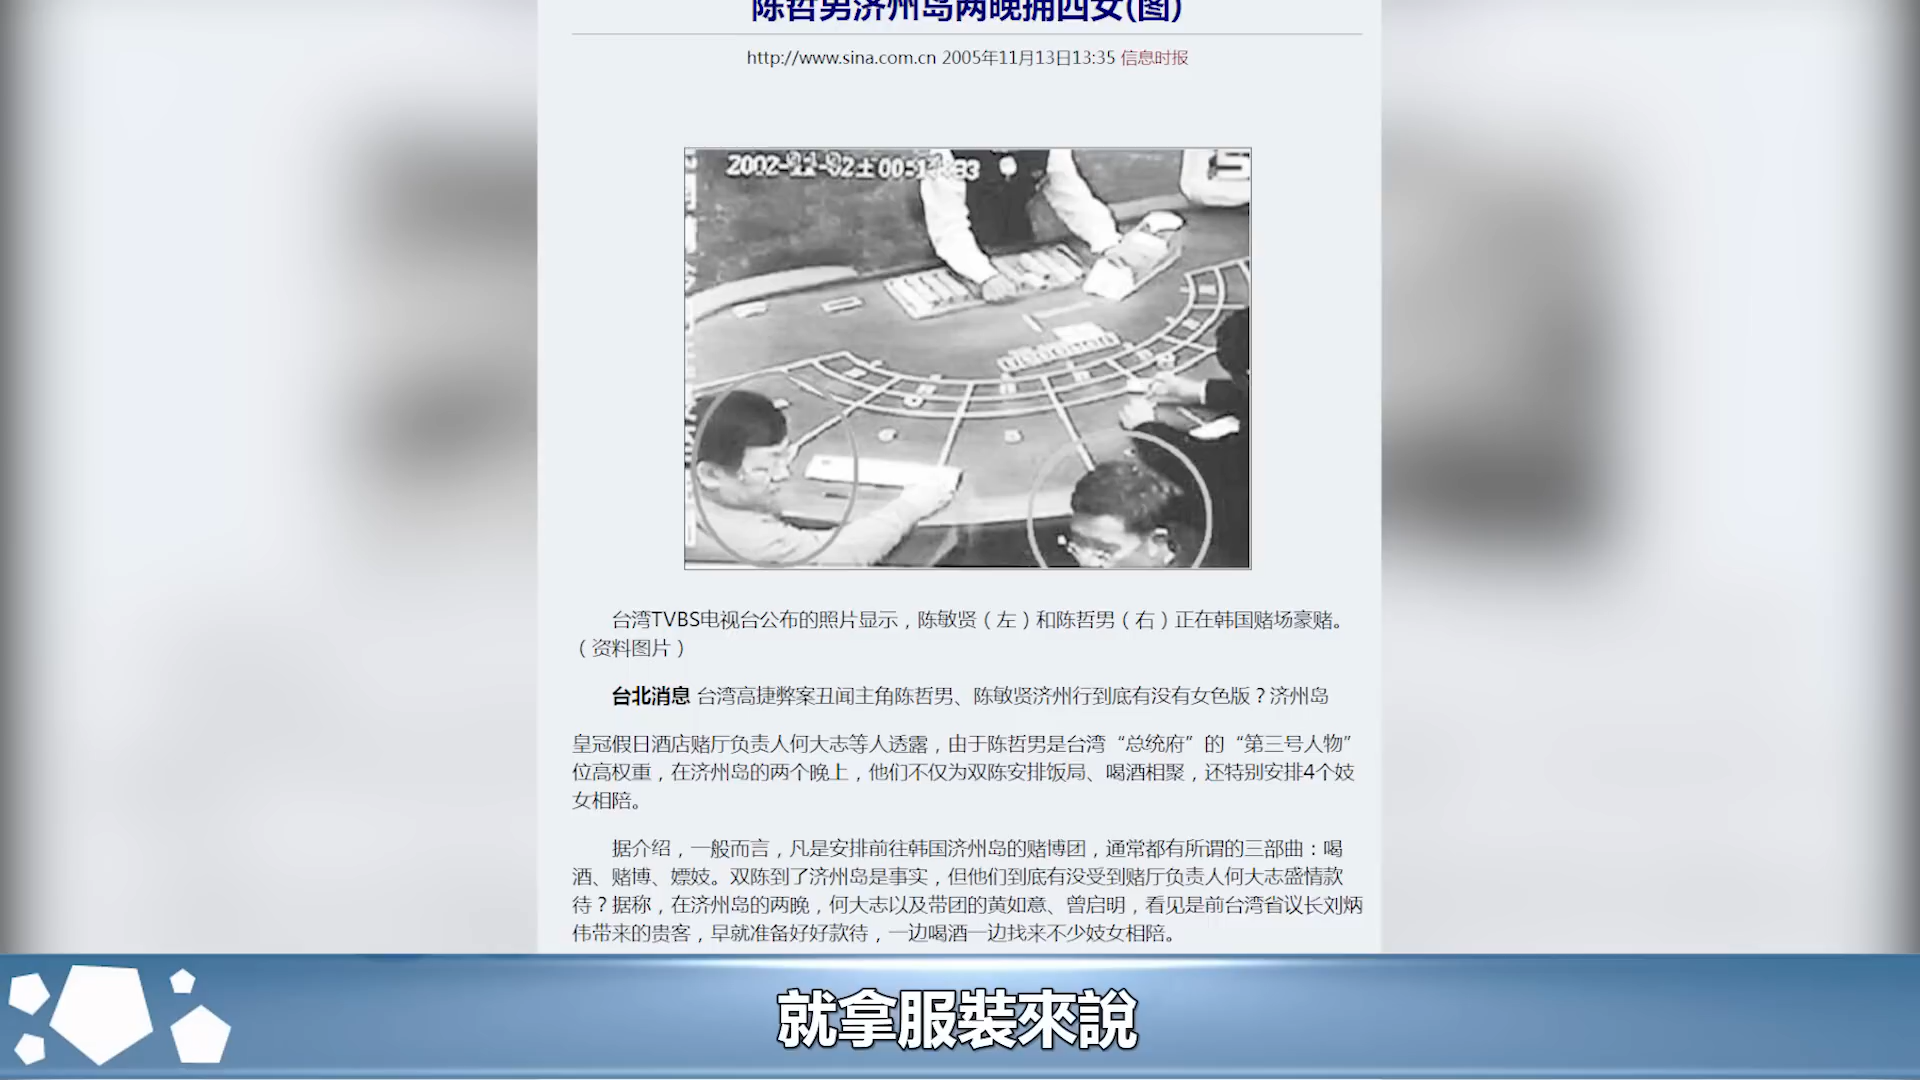 陈哲男济州岛两晚拥四女(图)
http://www.sina.com.cn 2005年11月13日13:35 信息时报
台湾TVBS电视台公布的照片显示，陈敏贤（左）和陈哲男（右）正在韩国赌场豪赌。
（资料图片）
台北消息 台湾高捷弊案丑闻主角陈哲男、陈敏贤济州行到底有没有女色版？济州岛
皇冠假日酒店赌厅负责人何大志等人透露，由于陈哲男是台湾“总统府”的“第三号人物”
位高权重，在济州岛的两个晚上，他们不仅为双陈安排饭局、喝酒相聚，还特别安排4个妓
女相陪。
据介绍，一般而言，凡是安排前往韩国济州岛的赌博团，通常都有所谓的三部曲：喝
酒、赌博、嫖妓。双陈到了济州岛是事实，但他们到底有没受到赌厅负责人何大志盛情款
待？据称，在济州岛的两晚，何大志以及带团的黄如意、曾启明，看见是前台湾省议长刘炳
伟带来的贵客，早就准备好好款待，一边喝酒一边找来不少妓女相陪。
就拿服裝來說